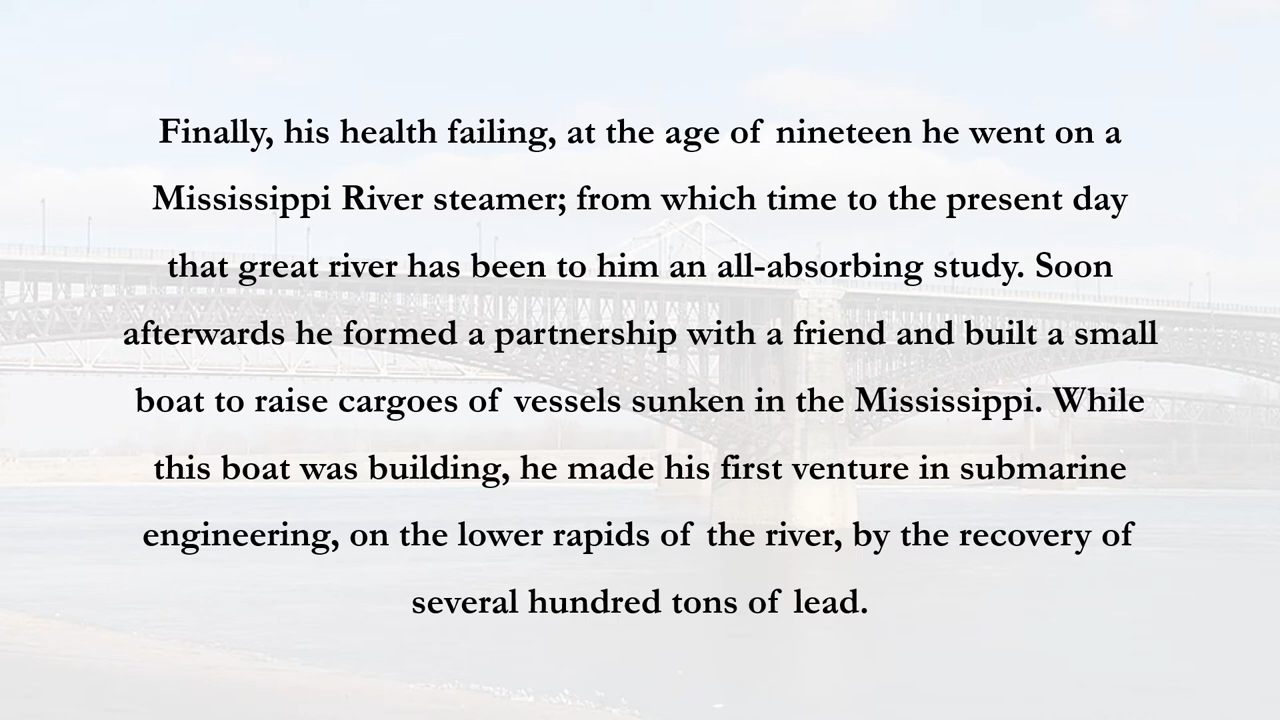 Finally, his health failing, at the age of nineteen he went on a
Mississippi River steamer; from which time to the present day
that great river has been to him an all-absorbing study. Soon
afterwards he formed a partnership with a friend and built a small
boat to raise cargoes of vessels sunken in the Mississippi. While
this boat was building, he made his first venture in submarine
engineering, on the lower rapids of the river, by the recovery of
several hundred tons of lead.